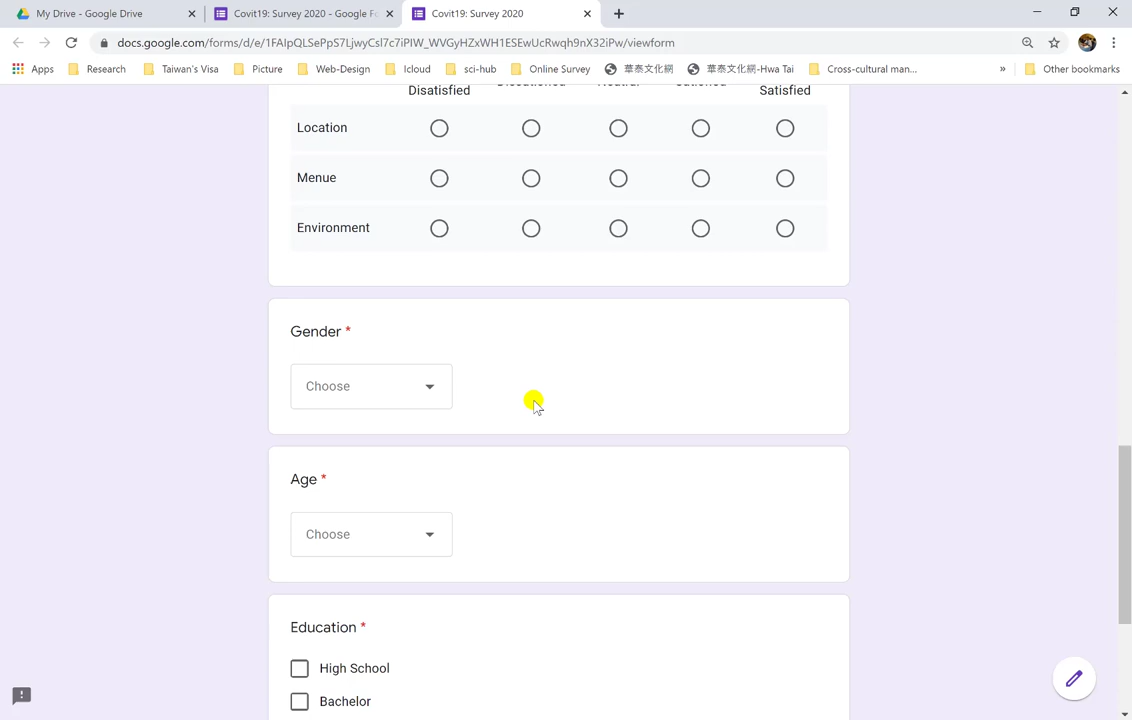 My Drive - Google Drive
Covit19: Survey 2020 - Google Fo
Covit19: Survey 2020
docs.google.com/forms/d/e/1FAIpQLSePpS7LjwyCsl7c7iPIW_WVGyHZxWH1ESEwUcRwqh9nX32iPw/viewform
Apps
Research
Taiwan's Visa
Picture
Web-Design
Icloud
sci-hub
Online Survey
華泰文化網
華泰文化網-Hwa Tai
Cross-cultural man...
»
Other bookmarks
Disatisfied
Satisfied
Location
Menue
Environment
Gender *
Choose
Age *
Choose
Education *
High School
Bachelor